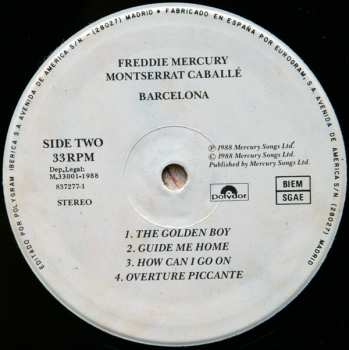 FREDDIE MERCURY
MONTSERRAT CABALLÉ
BARCELONA
SIDE TWO
33 RPM
Dep. Legal:
M.33001-1988
837277-1
STEREO
℗ 1988 Mercury Songs Ltd.
© 1988 Mercury Songs Ltd.
Published by Mercury Songs Ltd.
Polydor
BIEM
SGAE
1. THE GOLDEN BOY
2. GUIDE ME HOME
3. HOW CAN I GO ON
4. OVERTURE PICCANTE
EDITADO POR POLYGRAM IBERICA S.A. AVENIDA DE AMERICA S/N - (28027) MADRID • FABRICADO EN ESPAÑA POR EUROGRAM, S.A. AVENIDA DE AMERICA S/N - (28027) MADRID